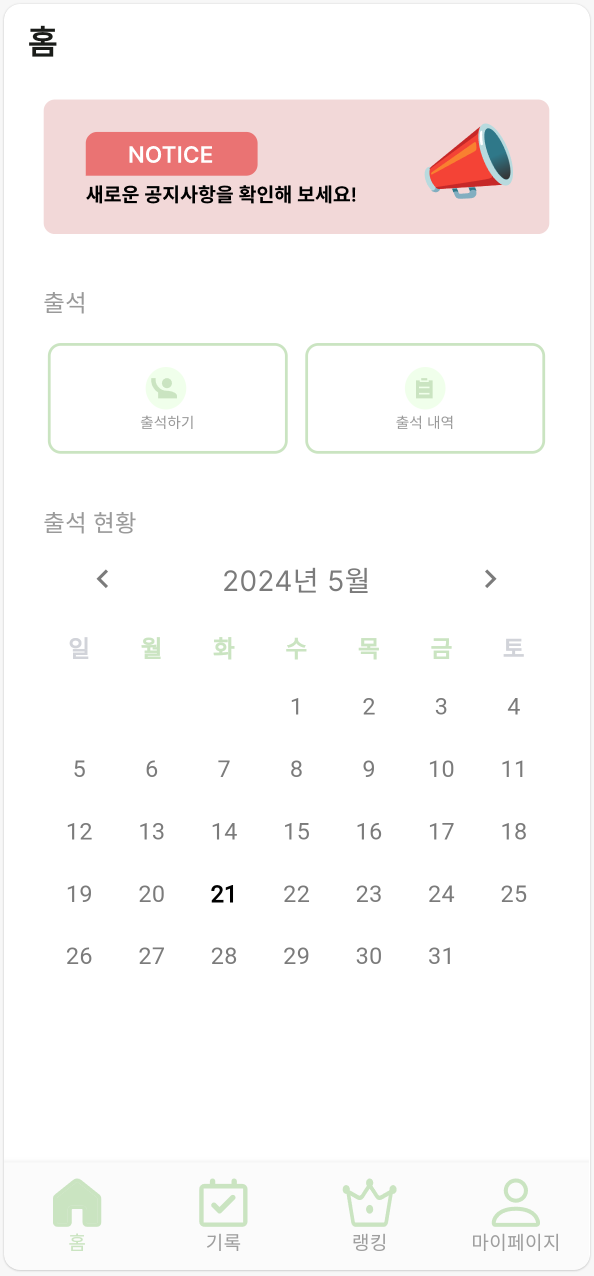 홈
NOTICE
새로운 공지사항을 확인해 보세요!
출석
출석하기 출석 내역
출석 현황
2024년 5월
일 월 화 수 목 금 토
1 2 3 4
5 6 7 8 9 10 11
12 13 14 15 16 17 18
19 20 21 22 23 24 25
26 27 28 29 30 31
홈 기록 랭킹 마이페이지